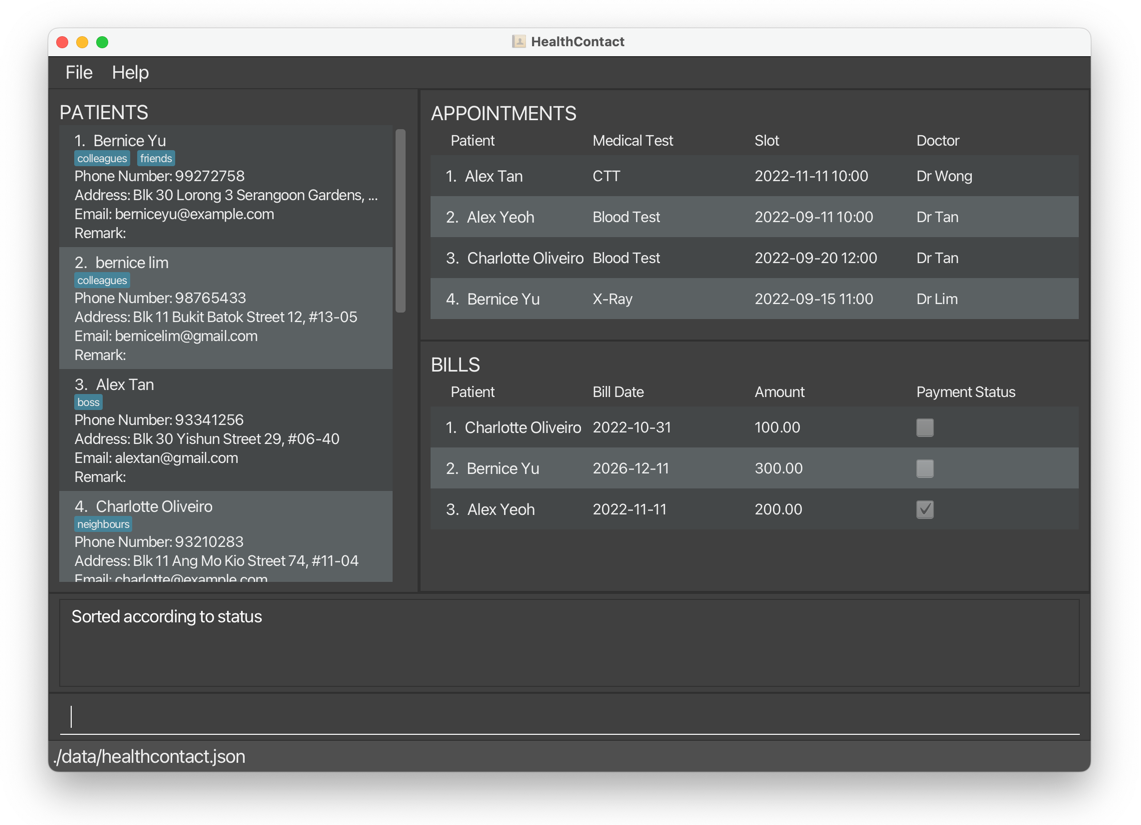 HealthContact
File Help
PATIENTS
1. Bernice Yu
colleagues friends
Phone Number: 99272758
Address: Blk 30 Lorong 3 Serangoon Gardens, ...
Email: berniceyu@example.com
Remark:
2. bernice lim
colleagues
Phone Number: 98765433
Address: Blk 11 Bukit Batok Street 12, #13-05
Email: bernicelim@gmail.com
Remark:
3. Alex Tan
boss
Phone Number: 93341256
Address: Blk 30 Yishun Street 29, #06-40
Email: alextan@gmail.com
Remark:
4. Charlotte Oliveiro
neighbours
Phone Number: 93210283
Address: Blk 11 Ang Mo Kio Street 74, #11-04
Email: charlotte@example.com
APPOINTMENTS
Patient Medical Test Slot Doctor
1. Alex Tan CTT 2022-11-11 10:00 Dr Wong
2. Alex Yeoh Blood Test 2022-09-11 10:00 Dr Tan
3. Charlotte Oliveiro Blood Test 2022-09-20 12:00 Dr Tan
4. Bernice Yu X-Ray 2022-09-15 11:00 Dr Lim
BILLS
Patient Bill Date Amount Payment Status
1. Charlotte Oliveiro 2022-10-31 100.00
2. Bernice Yu 2026-12-11 300.00
3. Alex Yeoh 2022-11-11 200.00
Sorted according to status
./data/healthcontact.json